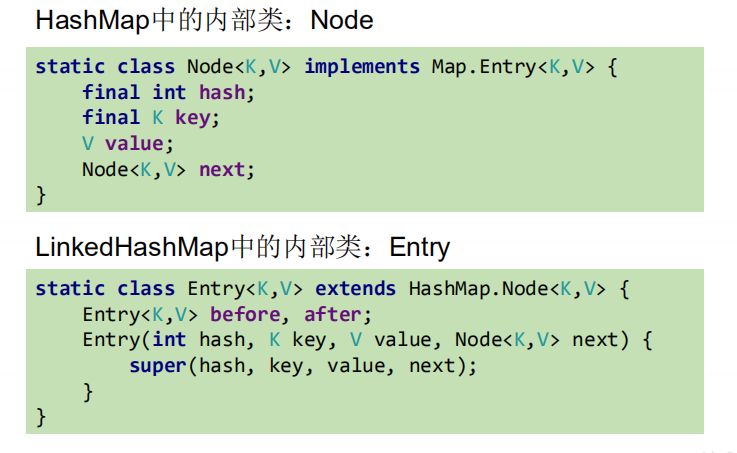 HashMap中的内部类：Node
static class Node<K,V> implements Map.Entry<K,V> {
    final int hash;
    final K key;
    V value;
    Node<K,V> next;
}
LinkedHashMap中的内部类：Entry
static class Entry<K,V> extends HashMap.Node<K,V> {
    Entry<K,V> before, after;
    Entry(int hash, K key, V value, Node<K,V> next) {
        super(hash, key, value, next);
    }
}